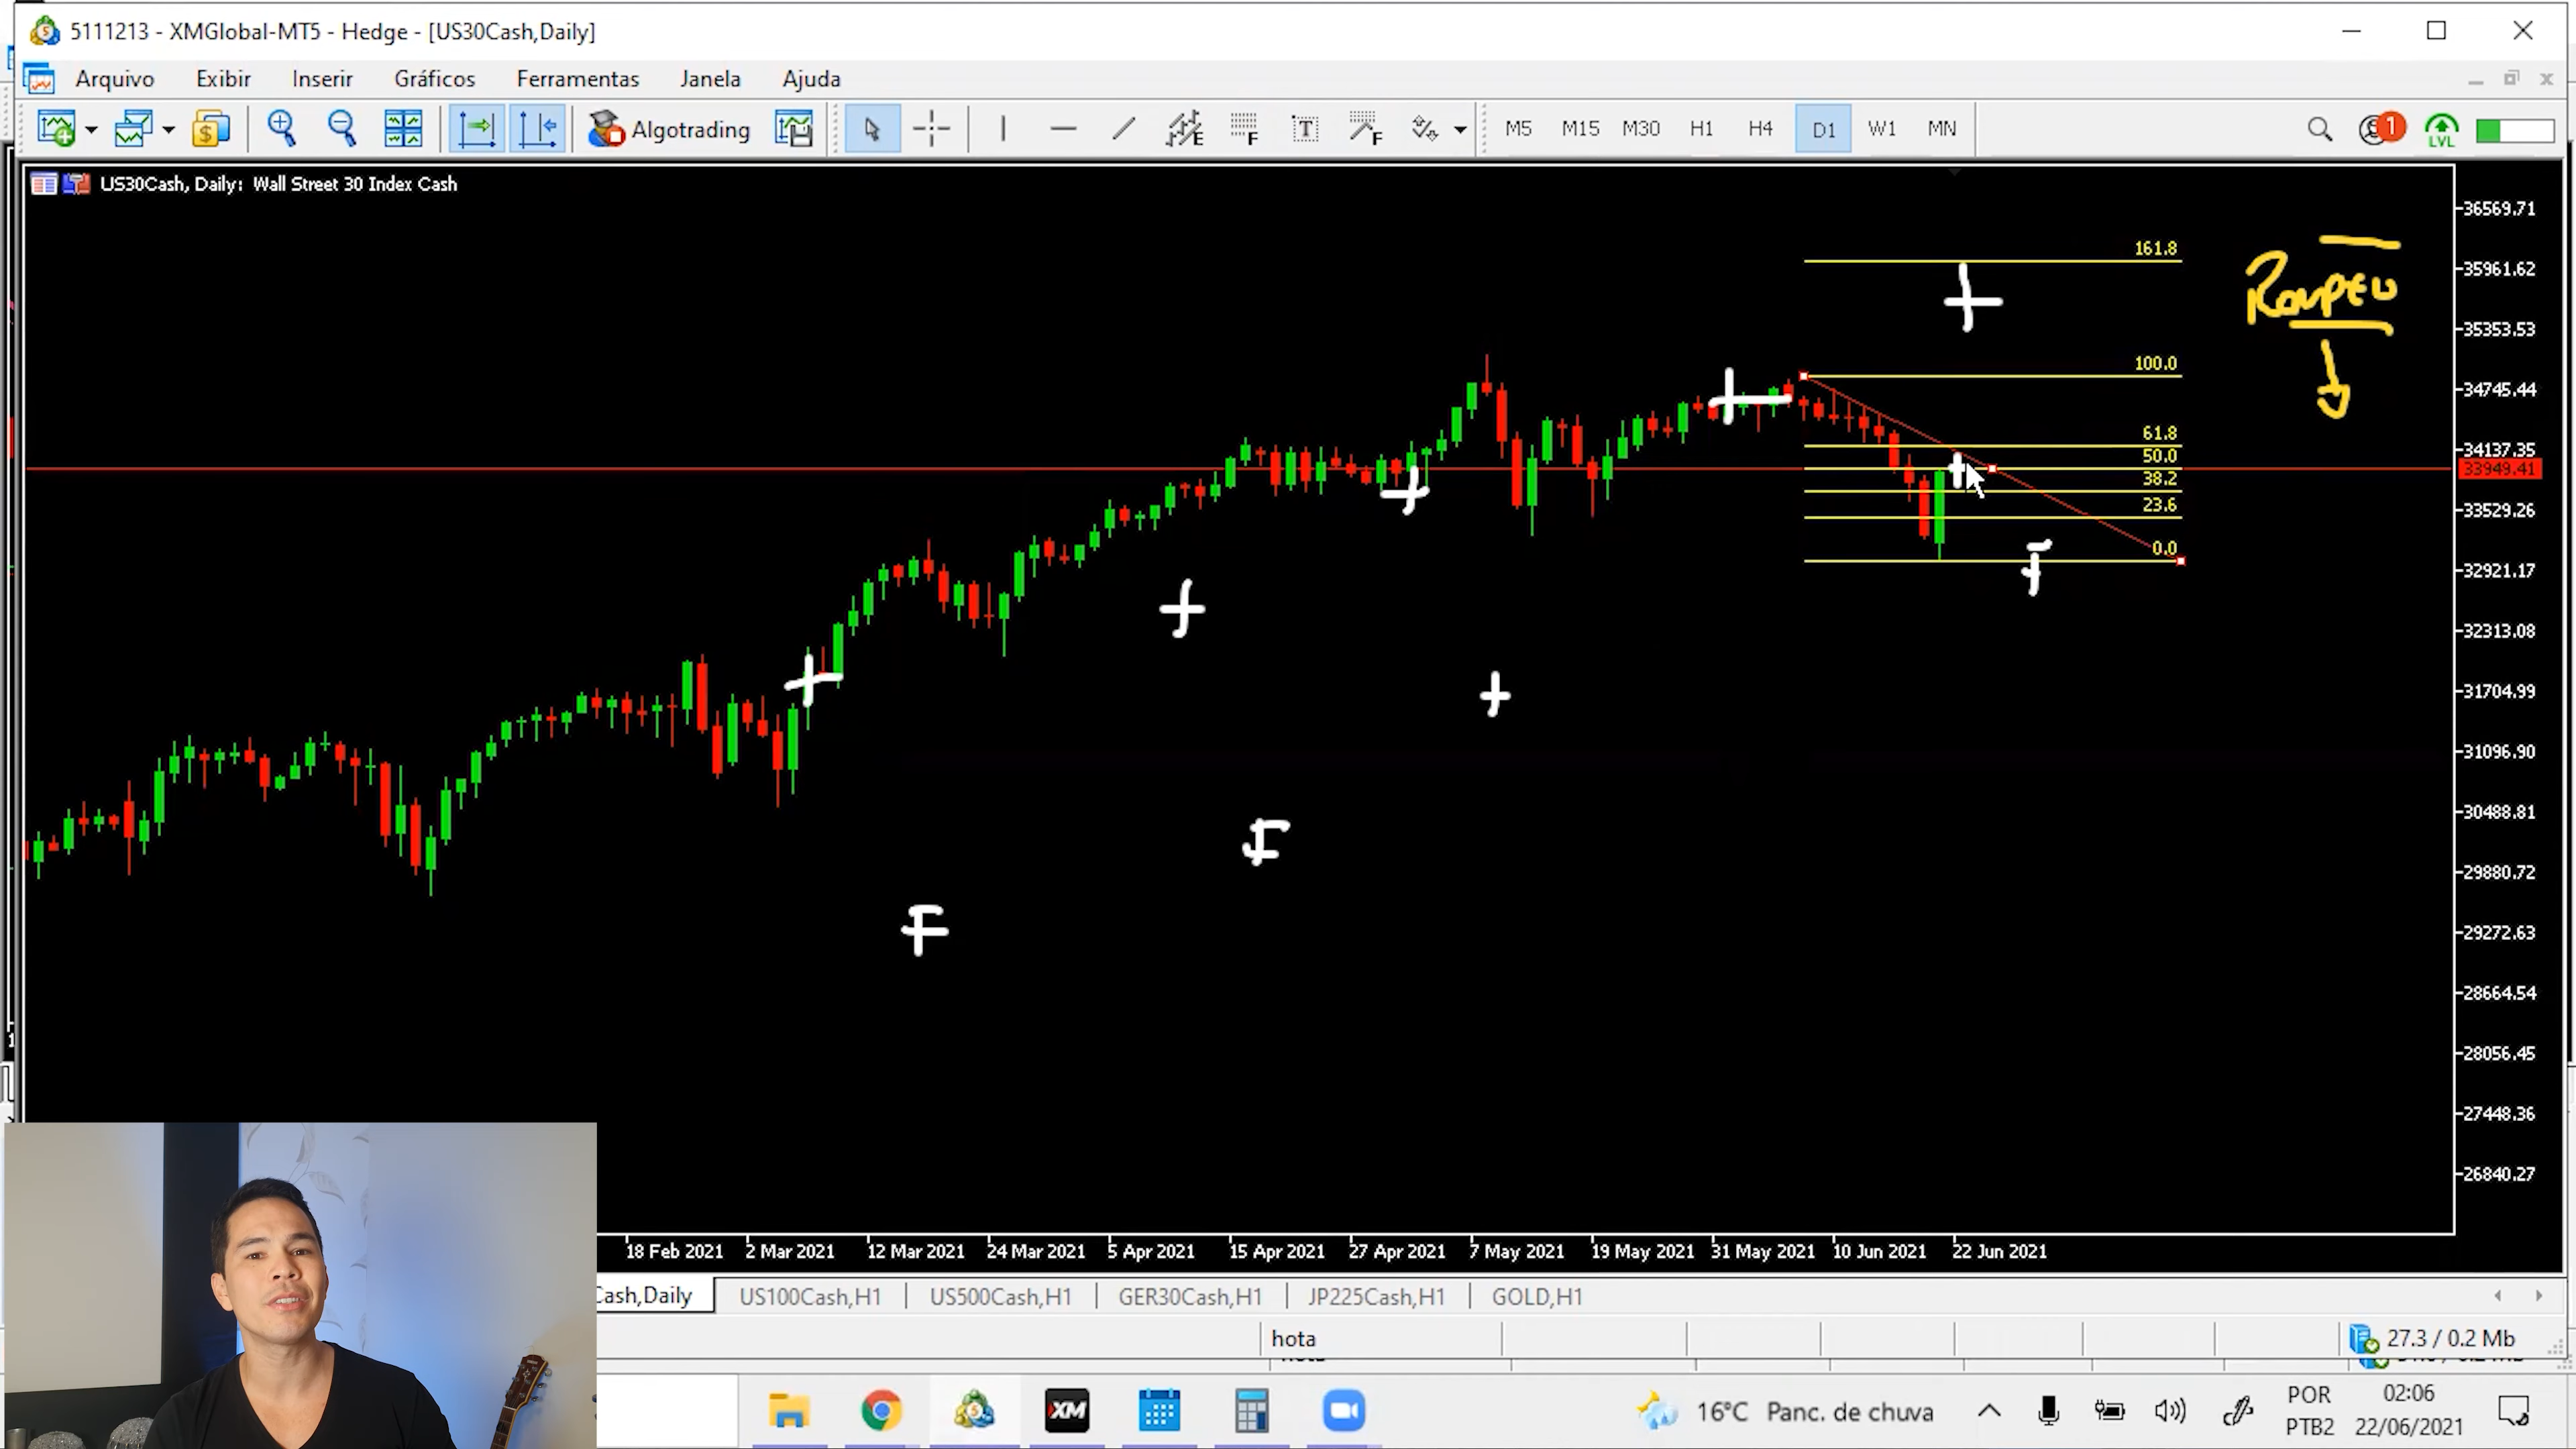 5111213 - XMGlobal-MT5 - Hedge - [US30Cash,Daily]
Arquivo Exibir Inserir Gráficos Ferramentas Janela Ajuda
Algotrading M5 M15 M30 H1 H4 D1 W1 MN 1 LVL
US30Cash, Daily: Wall Street 30 Index Cash
36569.71
161.8
35961.62
Rompeu
35353.53
100.0
34745.44
61.8
34137.35
50.0
33949.41
38.2
23.6
33529.26
0.0
32921.17
32313.08
31704.99
31096.90
30488.81
29880.72
29272.63
28664.54
28056.45
27448.36
26840.27
18 Feb 2021 2 Mar 2021 12 Mar 2021 24 Mar 2021 5 Apr 2021 15 Apr 2021 27 Apr 2021 7 May 2021 19 May 2021 31 May 2021 10 Jun 2021 22 Jun 2021
Cash,Daily US100Cash,H1 US500Cash,H1 GER30Cash,H1 JP225Cash,H1 GOLD,H1
hota 27.3 / 0.2 Mb
XM 16°C Panc. de chuva POR 02:06
PTB2 22/06/2021